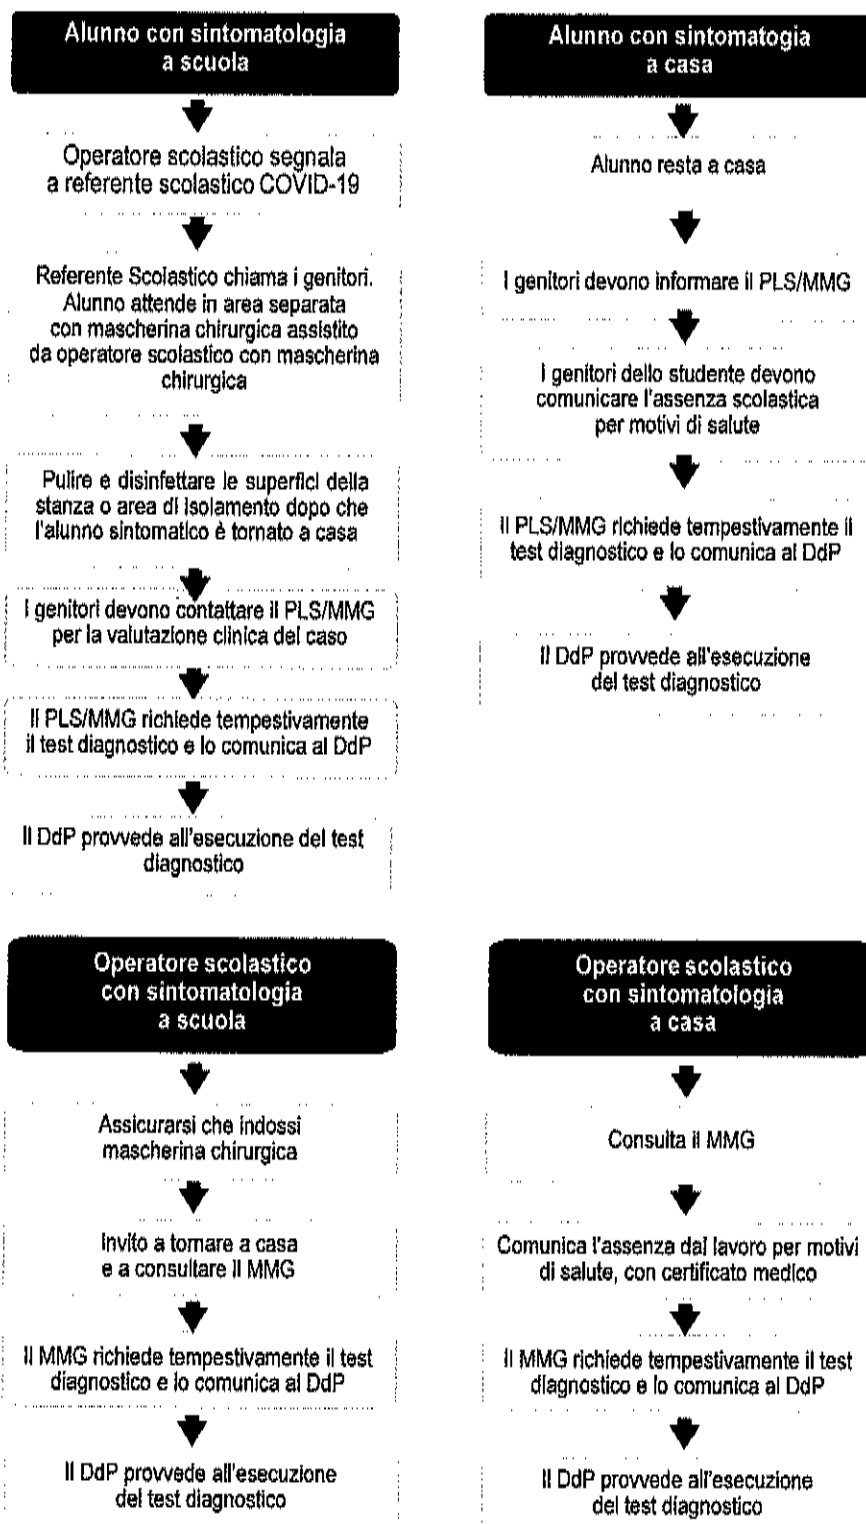 Alunno con sintomatologia
a scuola
Operatore scolastico segnala
a referente scolastico COVID-19
Referente Scolastico chiama i genitori.
Alunno attende in area separata
con mascherina chirurgica assistito
da operatore scolastico con mascherina
chirurgica
Pulire e disinfettare le superfici della
stanza o area di isolamento dopo che
l'alunno sintomatico è tornato a casa
I genitori devono contattare il PLS/MMG
per la valutazione clinica del caso
Il PLS/MMG richiede tempestivamente
il test diagnostico e lo comunica al DdP
Il DdP provvede all'esecuzione del test
diagnostico
Alunno con sintomatogia
a casa
Alunno resta a casa
I genitori devono informare il PLS/MMG
I genitori dello studente devono
comunicare l'assenza scolastica
per motivi di salute
Il PLS/MMG richiede tempestivamente il
test diagnostico e lo comunica al DdP
Il DdP provvede all'esecuzione
del test diagnostico
Operatore scolastico
con sintomatologia
a scuola
Assicurarsi che indossi
mascherina chirurgica
Invito a tornare a casa
e a consultare il MMG
Il MMG richiede tempestivamente il test
diagnostico e lo comunica al DdP
Il DdP provvede all'esecuzione
del test diagnostico
Operatore scolastico
con sintomatologia
a casa
Consulta il MMG
Comunica l'assenza dal lavoro per motivi
di salute, con certificato medico
Il MMG richiede tempestivamente il test
diagnostico e lo comunica al DdP
Il DdP provvede all'esecuzione
del test diagnostico